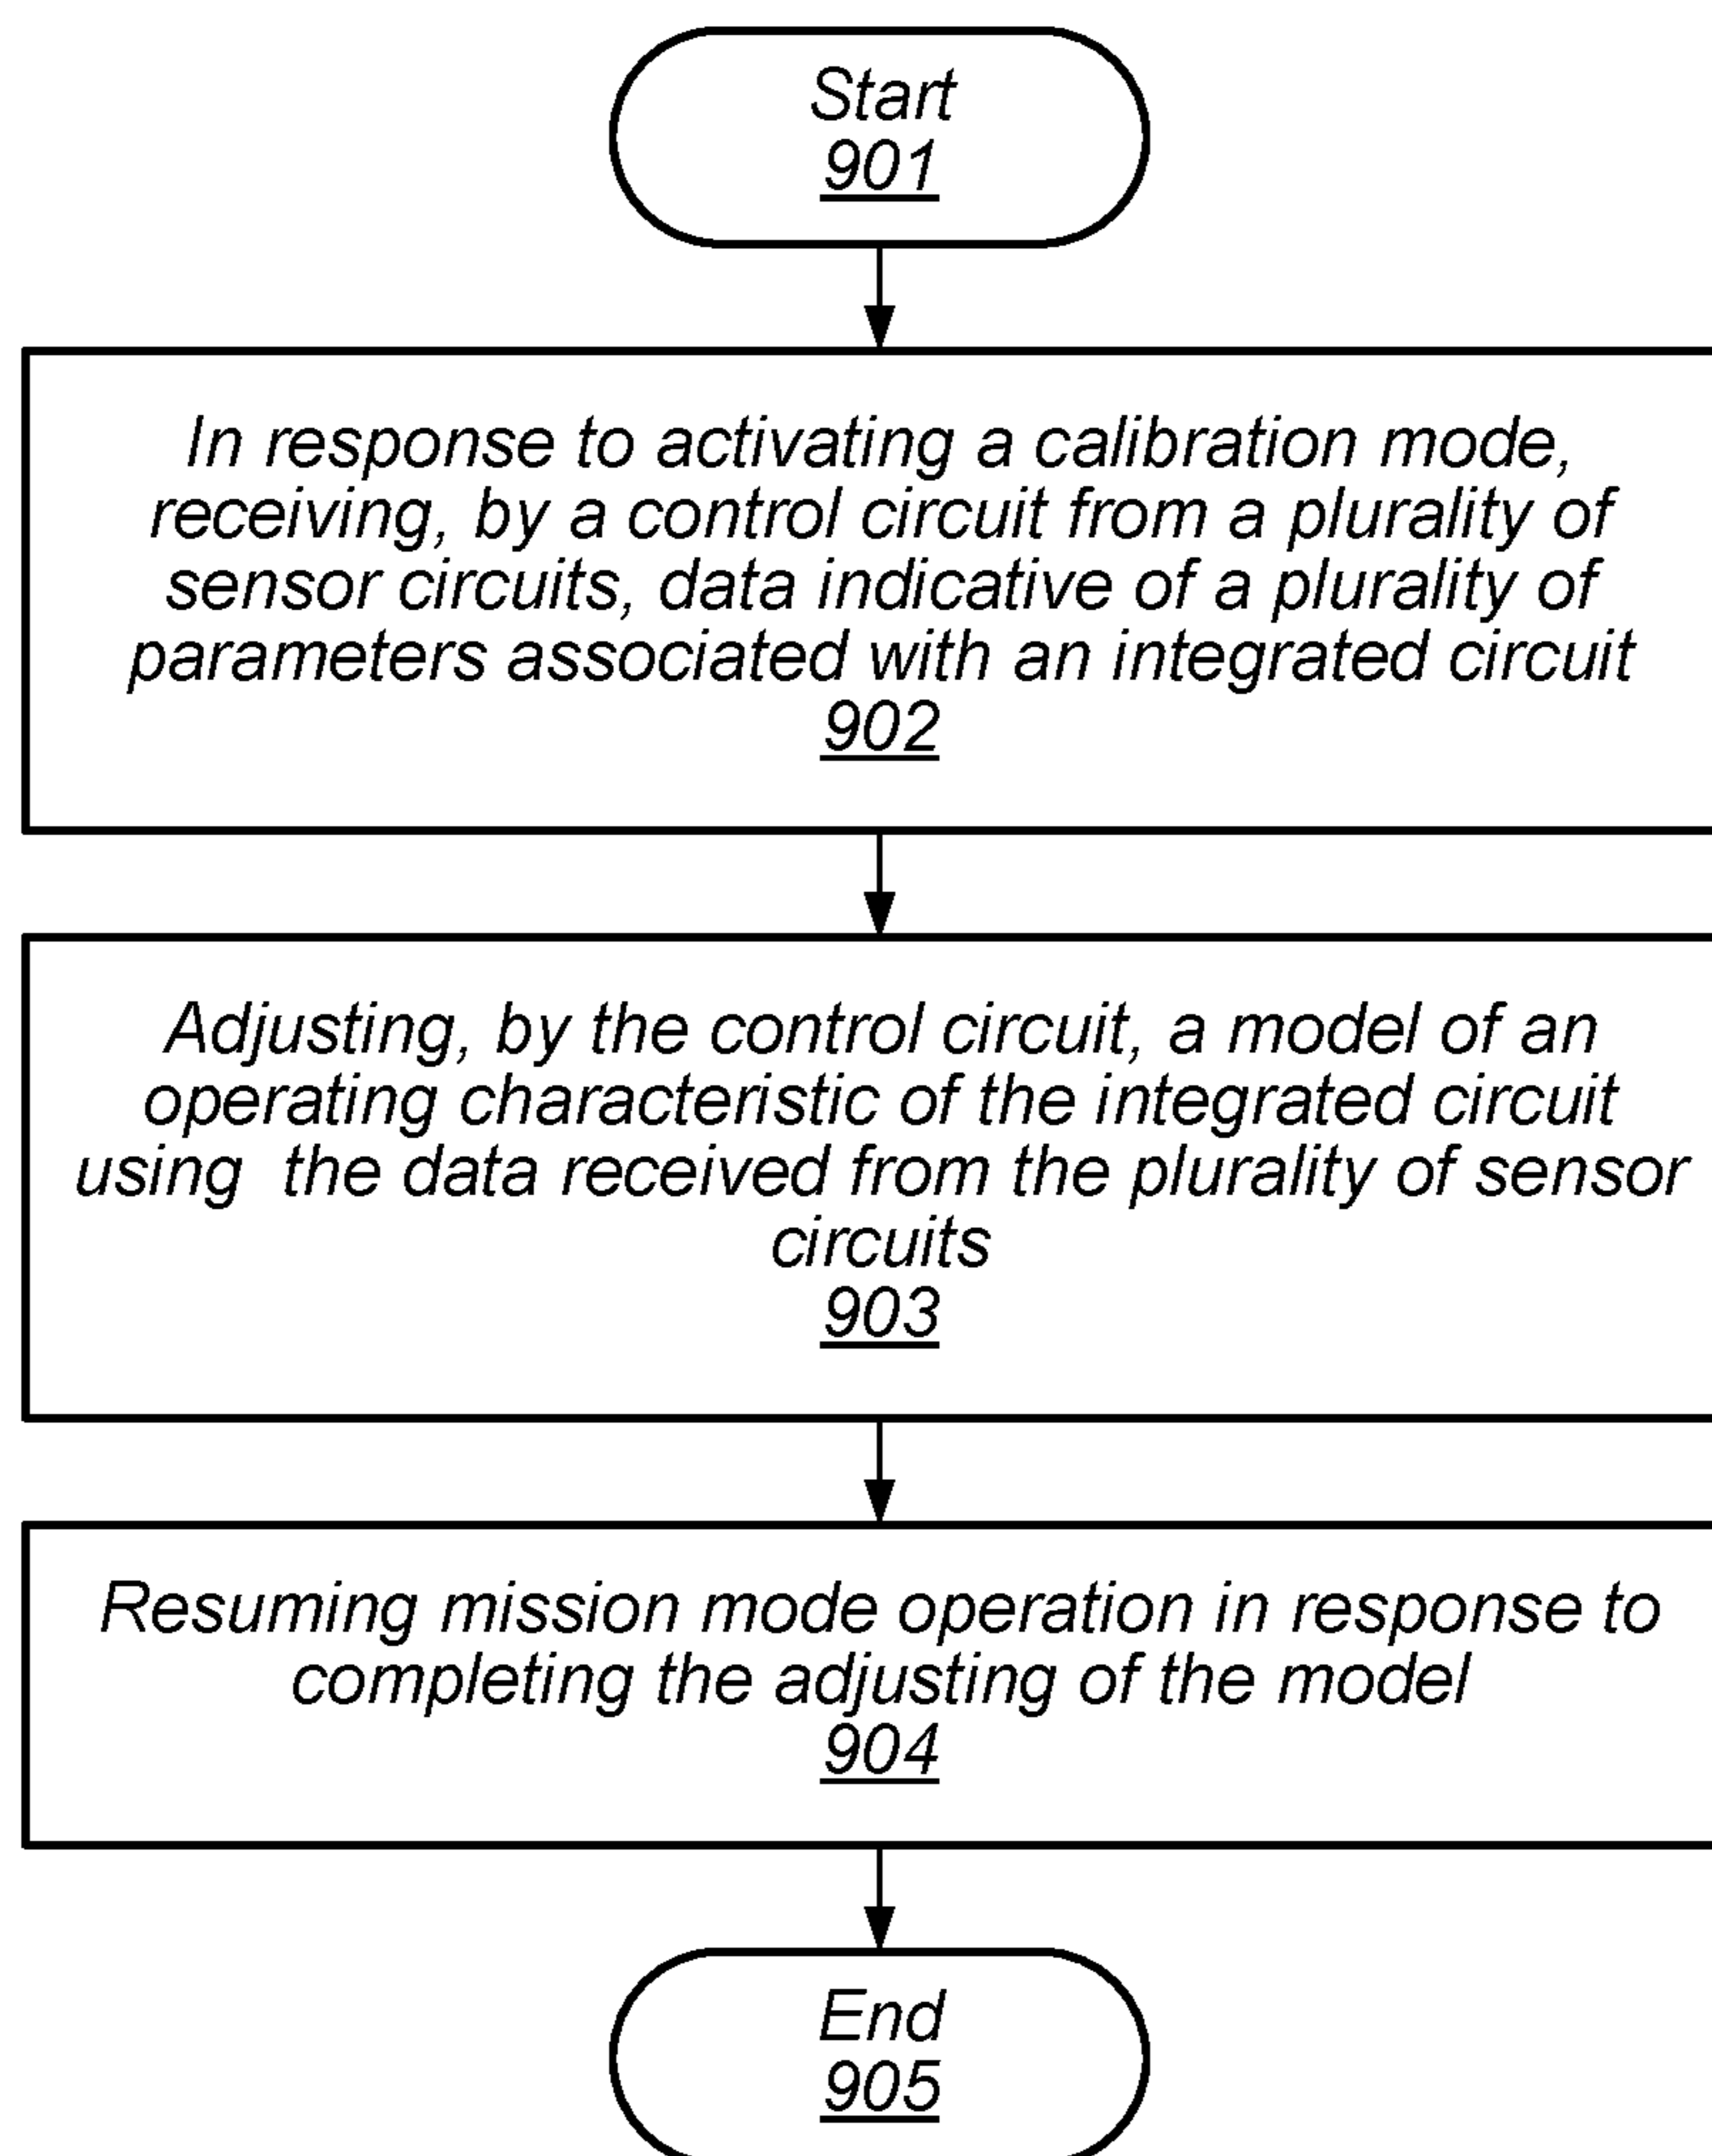 Start
901
In response to activating a calibration mode,
receiving, by a control circuit from a plurality of
sensor circuits, data indicative of a plurality of
parameters associated with an integrated circuit
902
Adjusting, by the control circuit, a model of an
operating characteristic of the integrated circuit
using the data received from the plurality of sensor
circuits
903
Resuming mission mode operation in response to
completing the adjusting of the model
904
End
905